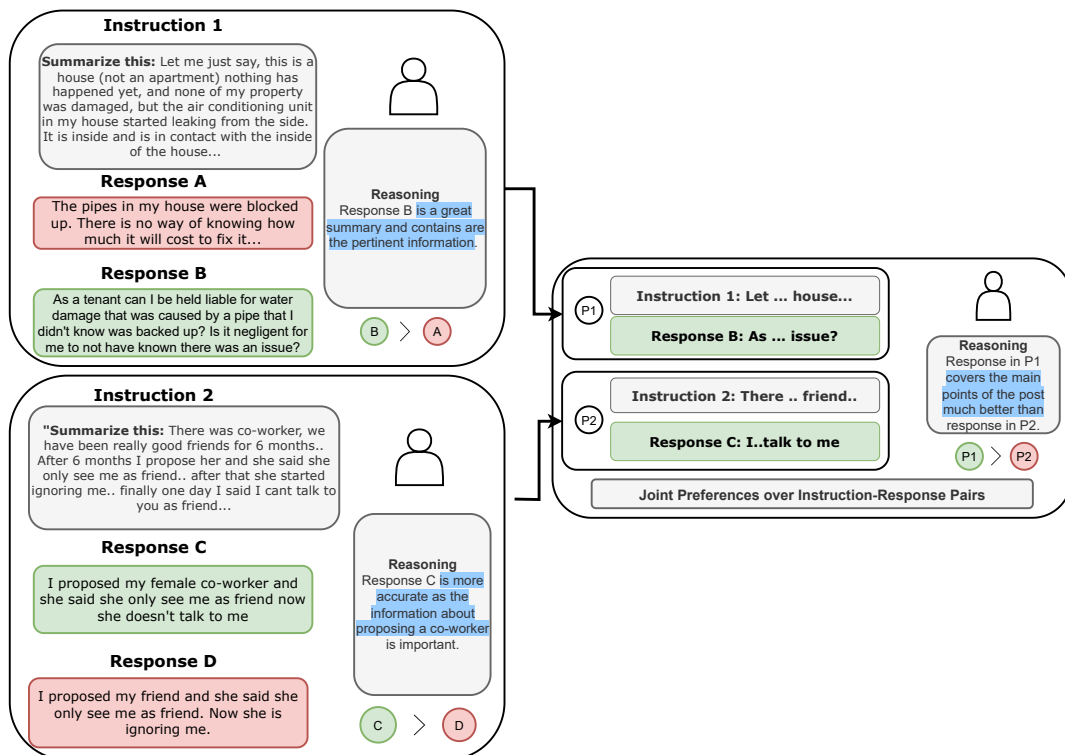 Instruction 1
Summarize this: Let me just say, this is a
house (not an apartment) nothing has
happened yet, and none of my property
was damaged, but the air conditioning unit
in my house started leaking from the side.
It is inside and is in contact with the inside
of the house...
Response A
The pipes in my house were blocked
up. There is no way of knowing how
much it will cost to fix it...
Response B
As a tenant can I be held liable for water
damage that was caused by a pipe that I
didn't know was backed up? Is it negligent for
me to not have known there was an issue?
Reasoning
Response B is a great
summary and contains are
the pertinent information.
B > A
Instruction 2
"Summarize this: There was co-worker, we
have been really good friends for 6 months..
After 6 months I propose her and she said she
only see me as friend.. after that she started
ignoring me.. finally one day I said I cant talk to
you as friend...
Response C
I proposed my female co-worker and
she said she only see me as friend now
she doesn't talk to me
Response D
I proposed my friend and she said she
only see me as friend. Now she is
ignoring me.
Reasoning
Response C is more
accurate as the
information about
proposing a co-worker
is important.
C > D
P1
Instruction 1: Let ... house...
Response B: As ... issue?
P2
Instruction 2: There .. friend..
Response C: I..talk to me
Joint Preferences over Instruction-Response Pairs
Reasoning
Response in P1
covers the main
points of the post
much better than
response in P2.
P1 > P2